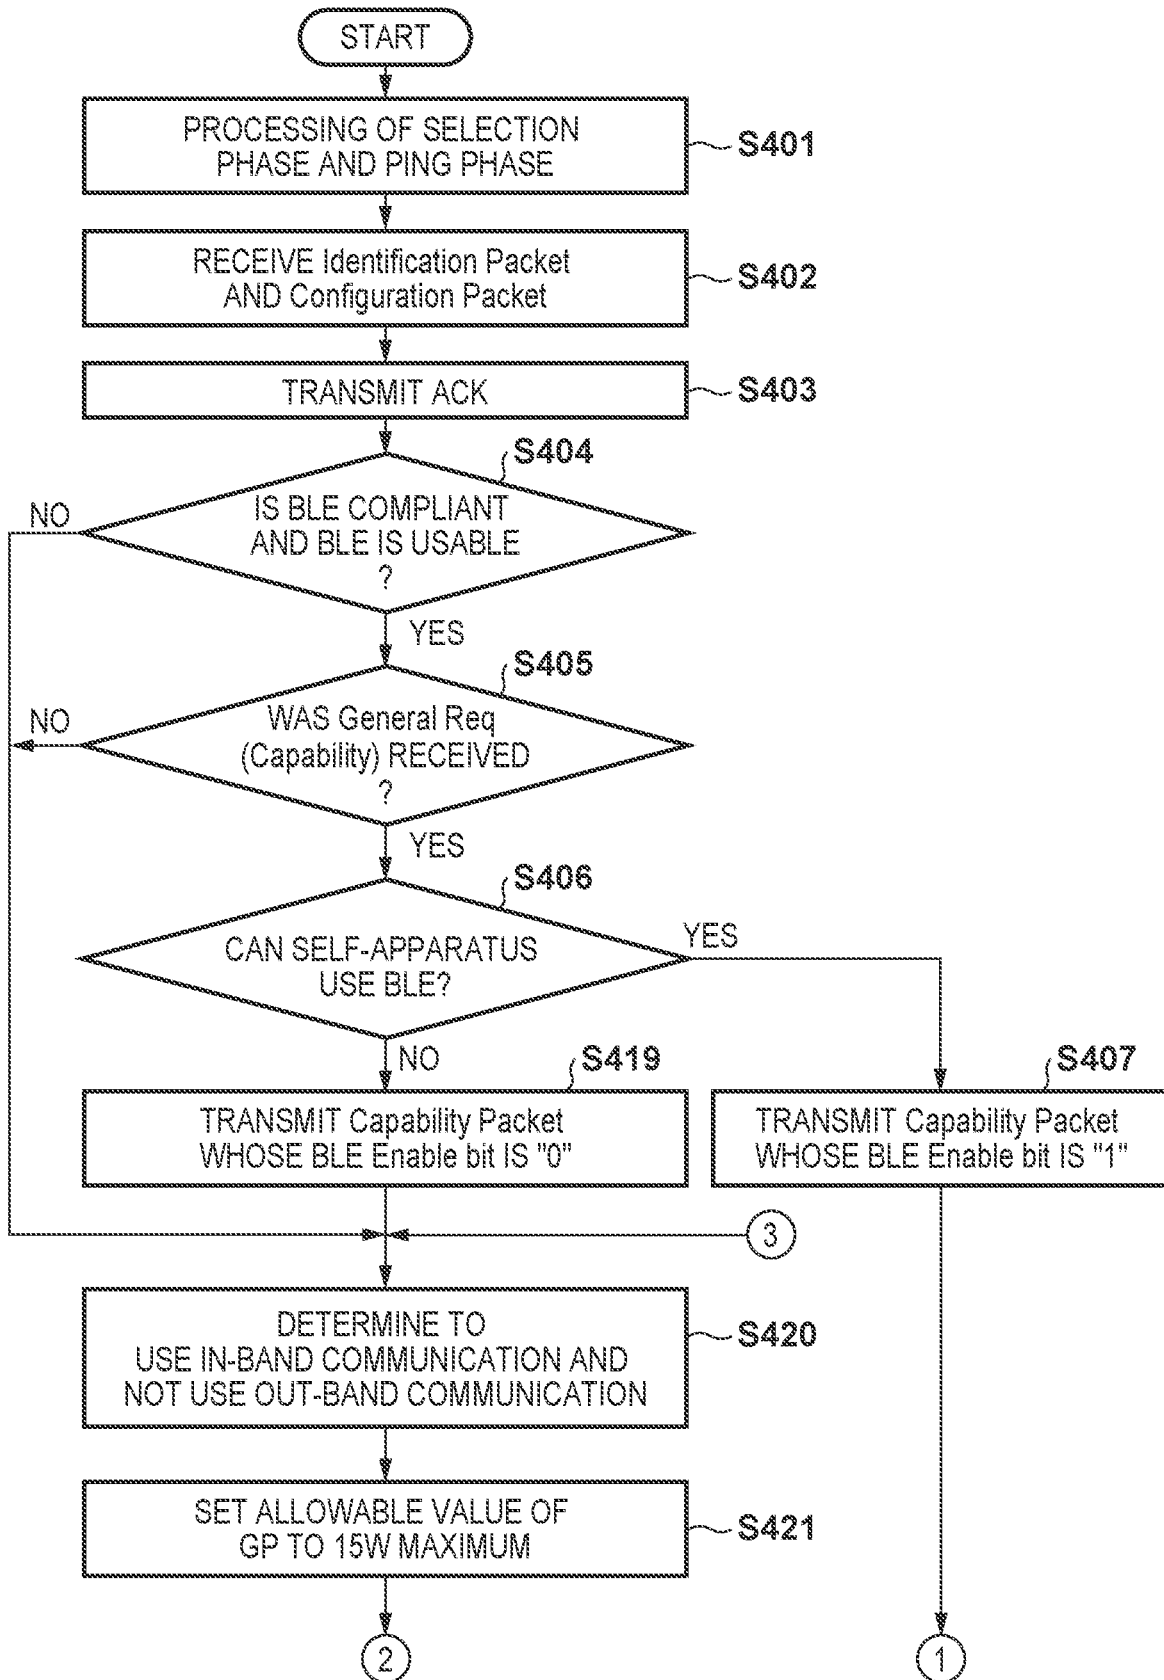 START
PROCESSING OF SELECTION
PHASE AND PING PHASE
S401
RECEIVE Identification Packet
AND Configuration Packet
S402
TRANSMIT ACK
S403
S404
NO
IS BLE COMPLIANT
AND BLE IS USABLE
?
YES
S405
NO
WAS General Req
(Capability) RECEIVED
?
YES
S406
YES
CAN SELF-APPARATUS
USE BLE?
NO
S419
S407
TRANSMIT Capability Packet
WHOSE BLE Enable bit IS "0"
TRANSMIT Capability Packet
WHOSE BLE Enable bit IS "1"
3
DETERMINE TO
USE IN-BAND COMMUNICATION AND
NOT USE OUT-BAND COMMUNICATION
S420
SET ALLOWABLE VALUE OF
GP TO 15W MAXIMUM
S421
2
1